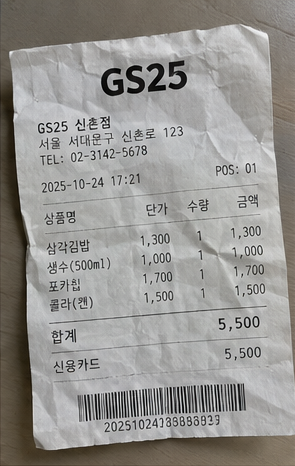 GS25
GS25 신촌점
서울 서대문구 신촌로 123
TEL: 02-3142-5678
2025-10-24 17:21 POS: 01
상품명 단가 수량 금액
삼각김밥 1,300 1 1,300
생수(500ml) 1,000 1 1,000
포카칩 1,700 1 1,700
콜라(캔) 1,500 1 1,500
합계 5,500
신용카드 5,500